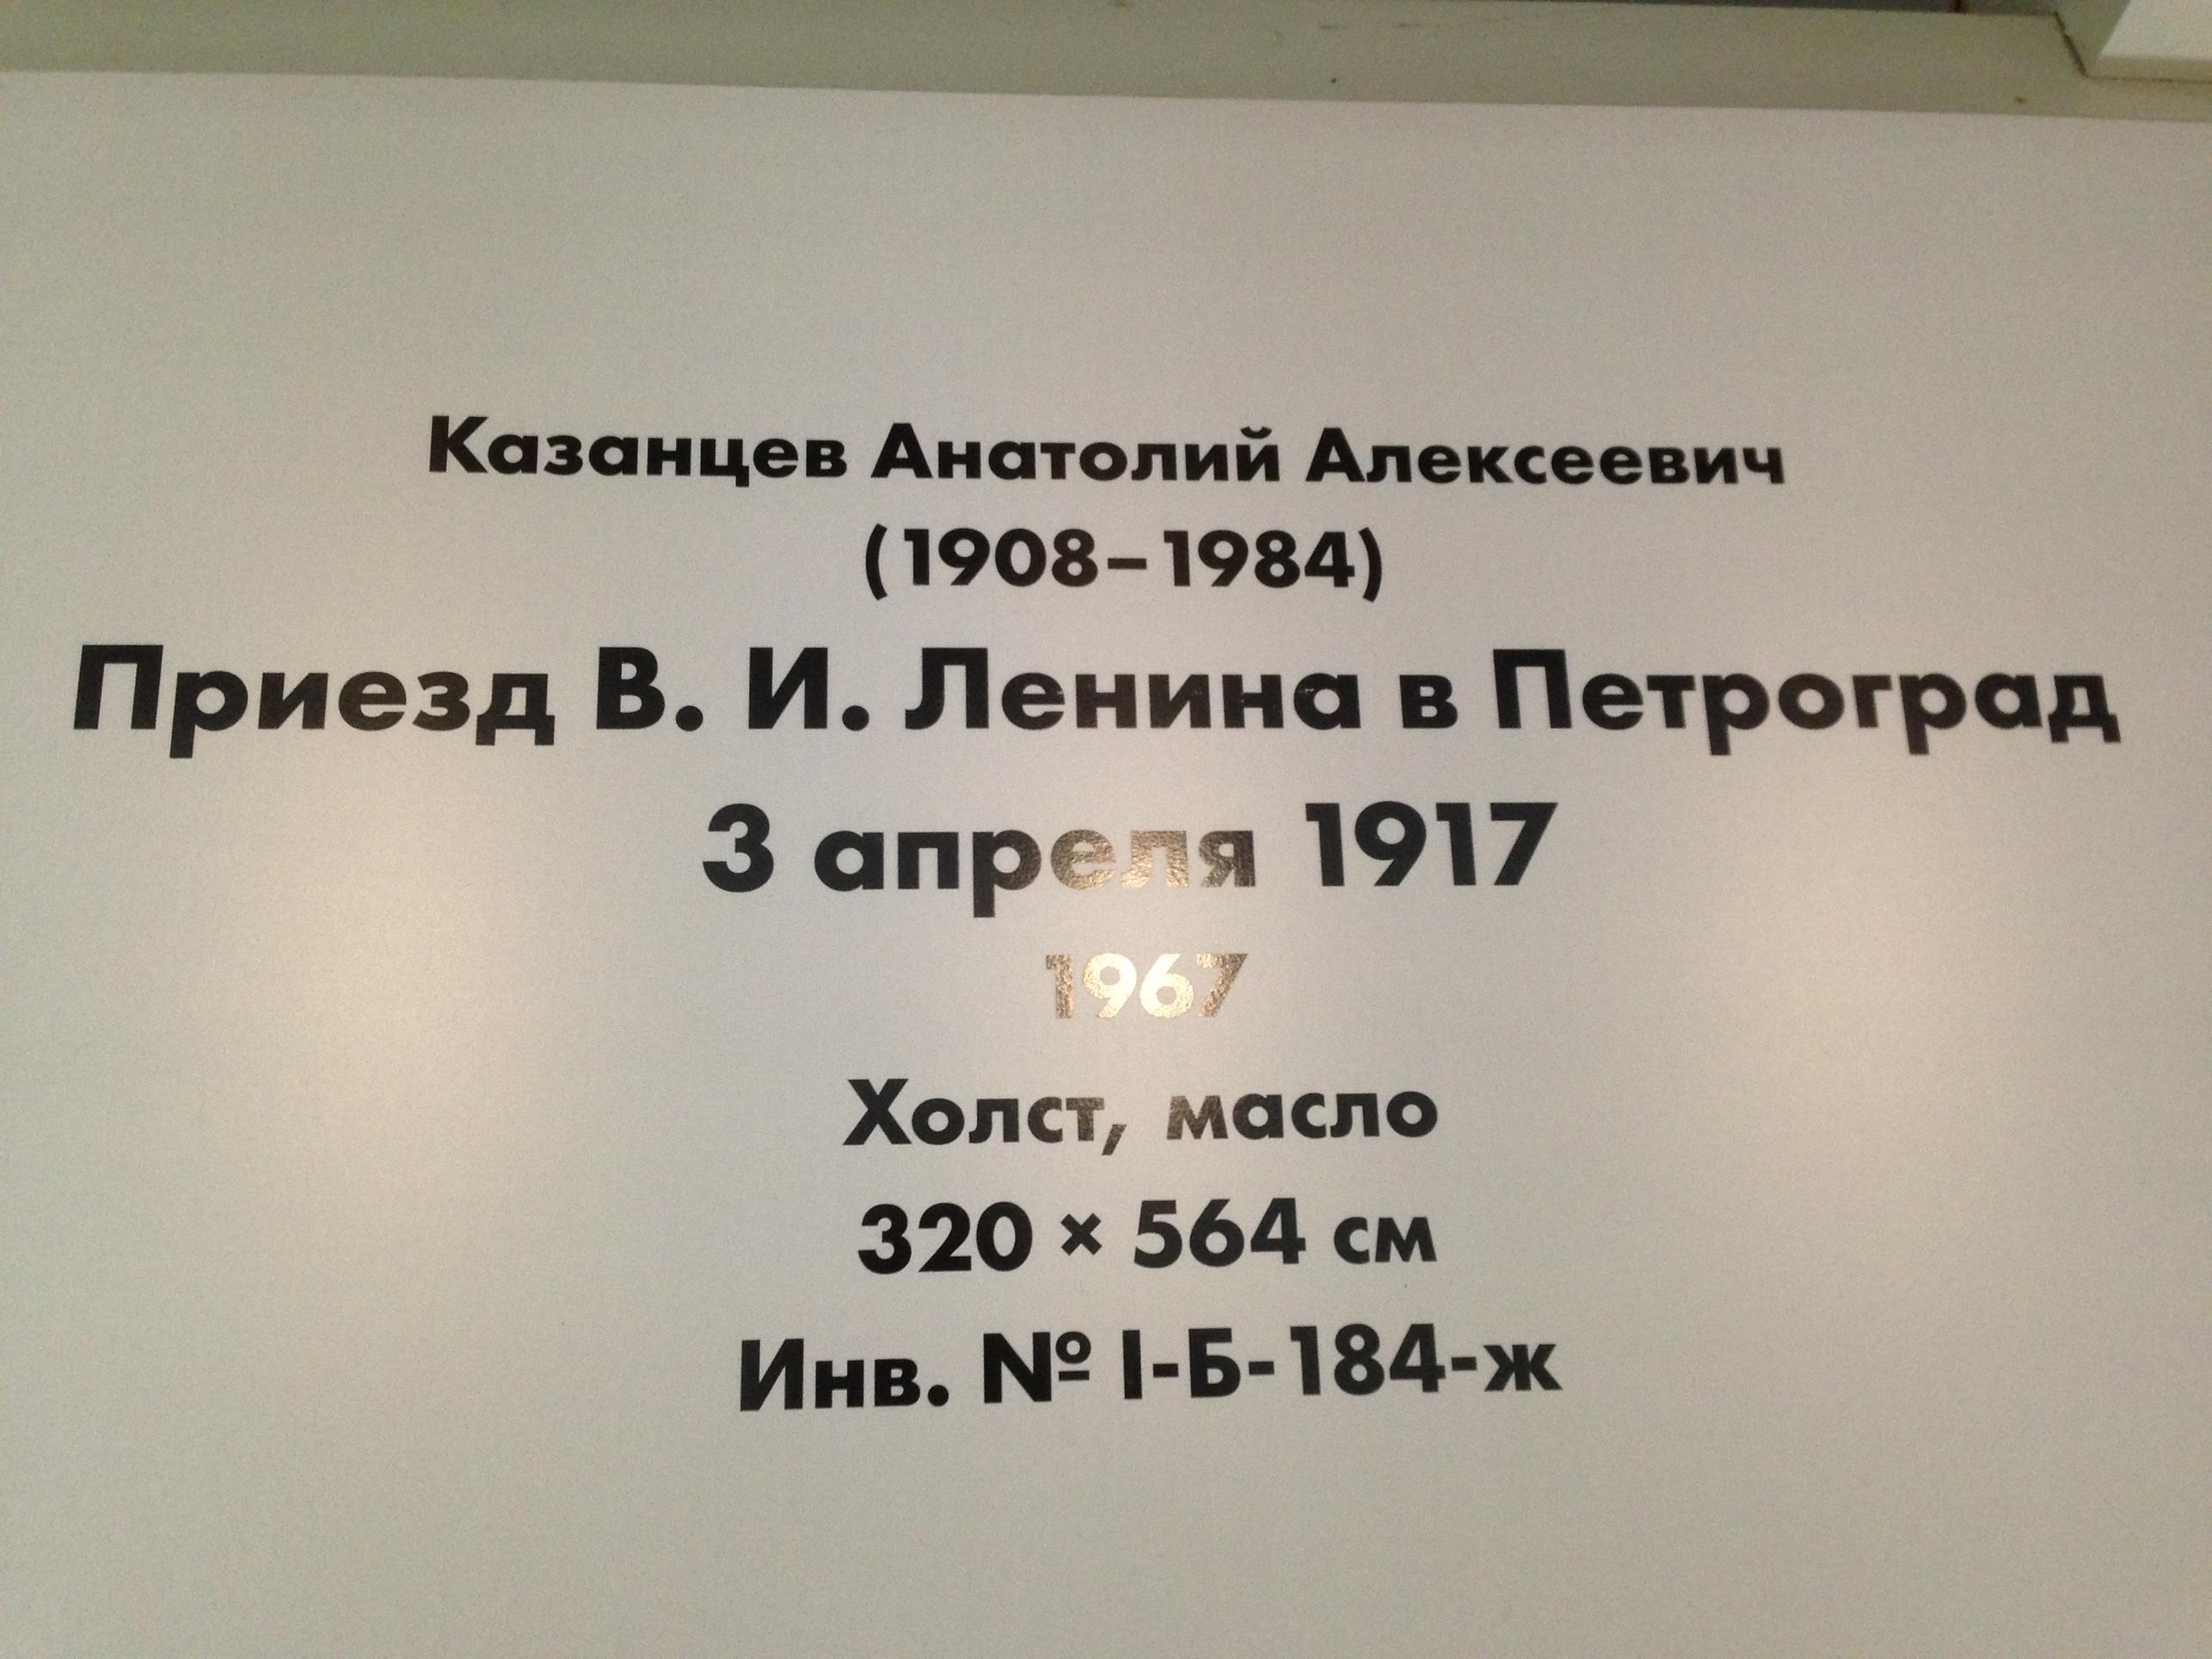 Казанцев Анатолий Алексеевич
(1908–1984)
Приезд В. И. Ленина в Петроград
3 апреля 1917
1967
Холст, масло
320 × 564 см
Инв. № I-Б-184-ж